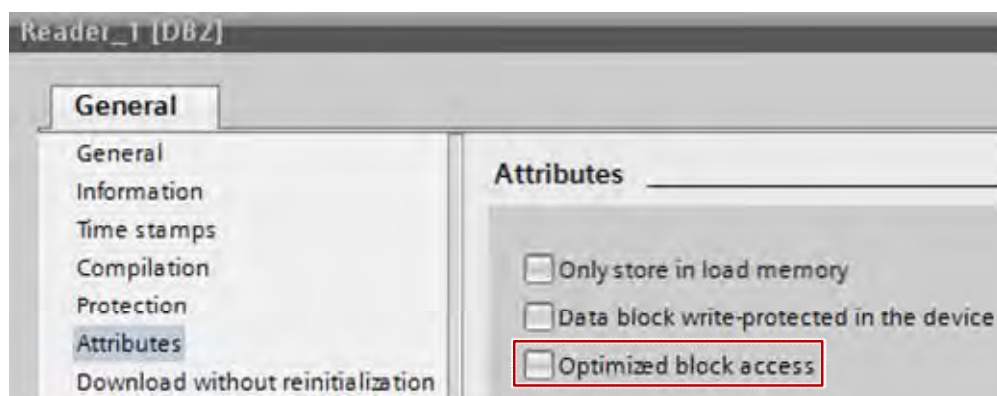 Reader_1 [DB2]
General
General
Information
Time stamps
Compilation
Protection
Attributes
Download without reinitialization
Attributes
Only store in load memory
Data block write-protected in the device
Optimized block access